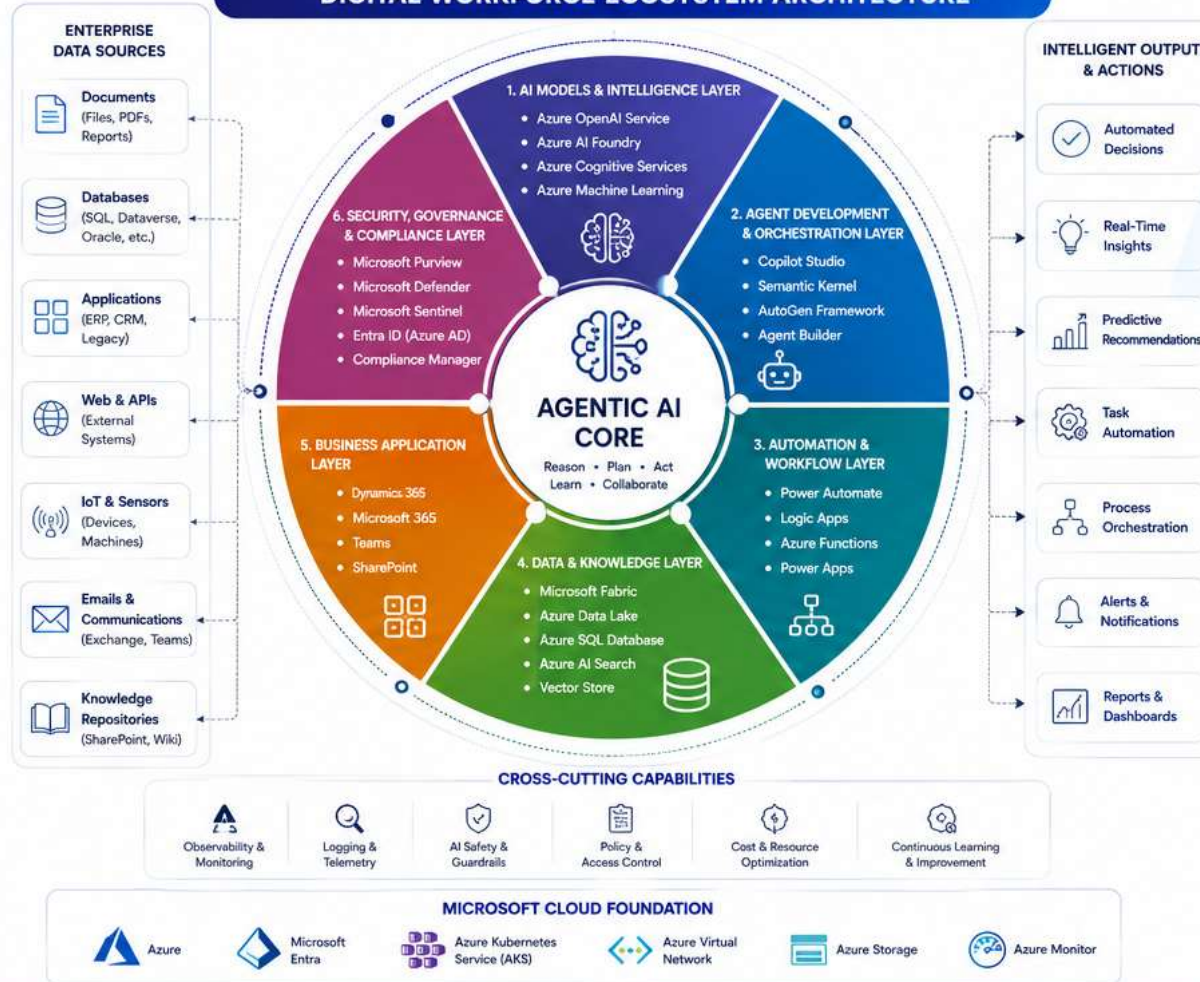 DIGITAL WORKFORCE ECOSYSTEM ARCHITECTURE
ENTERPRISE
DATA SOURCES
Documents
(Files, PDFs,
Reports)
Databases
(SQL, Dataverse,
Oracle, etc.)
Applications
(ERP, CRM,
Legacy)
Web & APIs
(External
Systems)
IoT & Sensors
(Devices,
Machines)
Emails &
Communications
(Exchange, Teams)
Knowledge
Repositories
(SharePoint, Wiki)
1. AI MODELS & INTELLIGENCE LAYER
• Azure OpenAI Service
• Azure AI Foundry
• Azure Cognitive Services
• Azure Machine Learning
2. AGENT DEVELOPMENT
& ORCHESTRATION LAYER
• Copilot Studio
• Semantic Kernel
• AutoGen Framework
• Agent Builder
3. AUTOMATION &
WORKFLOW LAYER
• Power Automate
• Logic Apps
• Azure Functions
• Power Apps
4. DATA & KNOWLEDGE LAYER
• Microsoft Fabric
• Azure Data Lake
• Azure SQL Database
• Azure AI Search
• Vector Store
5. BUSINESS APPLICATION
LAYER
• Dynamics 365
• Microsoft 365
• Teams
• SharePoint
6. SECURITY, GOVERNANCE
& COMPLIANCE LAYER
• Microsoft Purview
• Microsoft Defender
• Microsoft Sentinel
• Entra ID (Azure AD)
• Compliance Manager
AGENTIC AI
CORE
Reason • Plan • Act
Learn • Collaborate
INTELLIGENT OUTPUT
& ACTIONS
Automated
Decisions
Real-Time
Insights
Predictive
Recommendations
Task
Automation
Process
Orchestration
Alerts &
Notifications
Reports &
Dashboards
CROSS-CUTTING CAPABILITIES
Observability &
Monitoring
Logging &
Telemetry
AI Safety &
Guardrails
Policy &
Access Control
Cost & Resource
Optimization
Continuous Learning
& Improvement
MICROSOFT CLOUD FOUNDATION
Azure
Microsoft
Entra
Azure Kubernetes
Service (AKS)
Azure Virtual
Network
Azure Storage
Azure Monitor